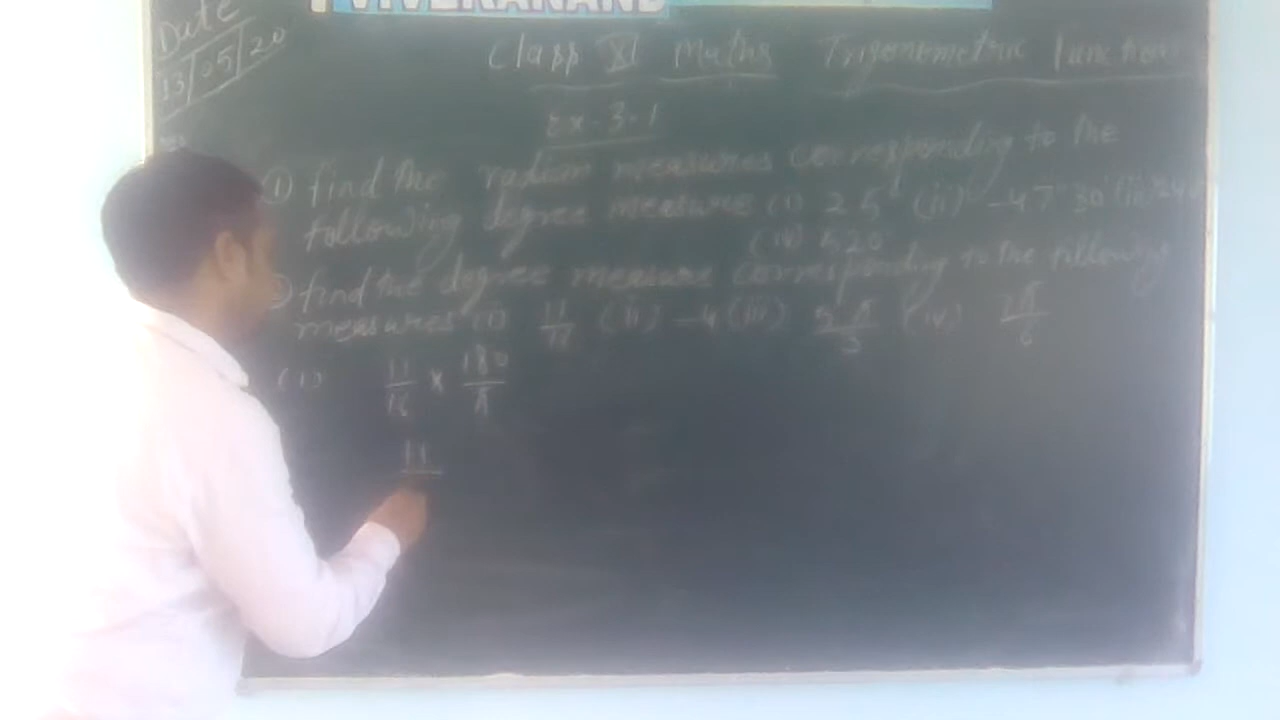 VIVEKANAND
Date
13/05/20
Class XI Maths Trigonometric function
Ex-3.1
① find the radian measures corresponding to the
following degree measure (i) 25° (ii) -47°30' (iii) 240
(iv) 520°
② find the degree measure corresponding to the following
measures (i) 11/16 (ii) -4 (iii) 5π/3 (iv) 7π/6
(i) 11/16 × 180/π
11